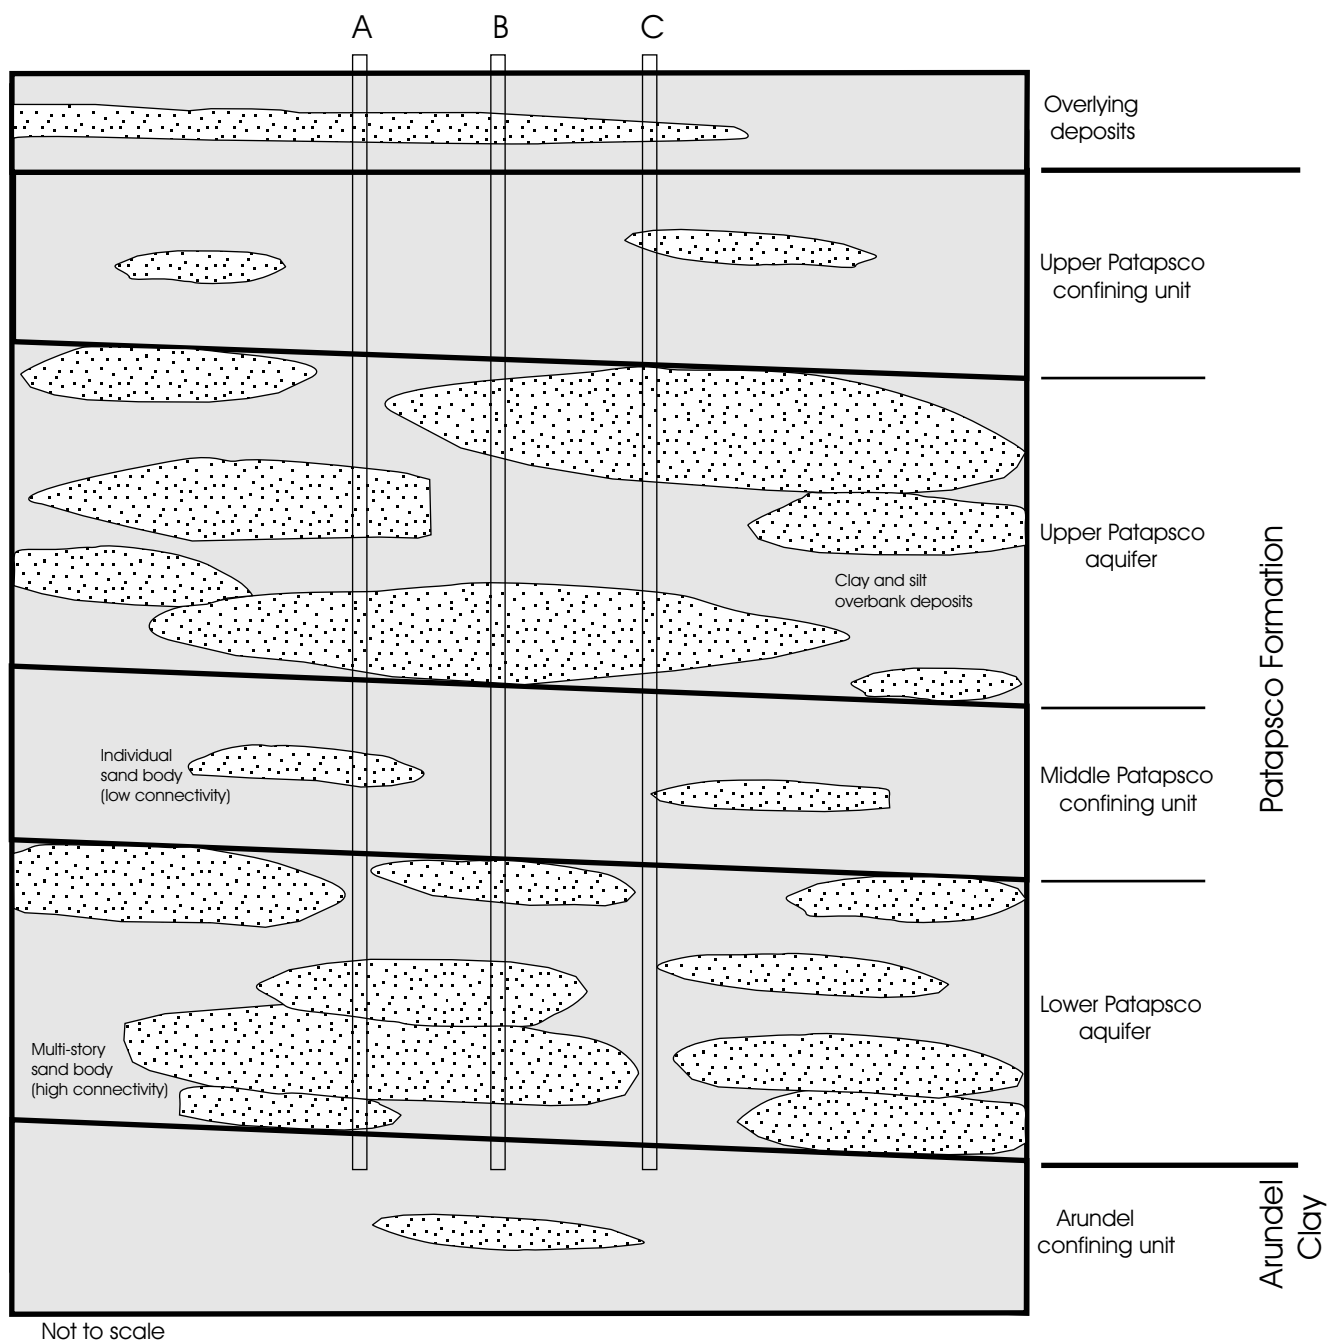 A
B
C
Overlying
deposits
Upper Patapsco
confining unit
Upper Patapsco
aquifer
Clay and silt
overbank deposits
Individual
sand body
(low connectivity)
Middle Patapsco
confining unit
Patapsco Formation
Lower Patapsco
aquifer
Multi-story
sand body
(high connectivity)
Arundel
confining unit
Arundel
Clay
Not to scale